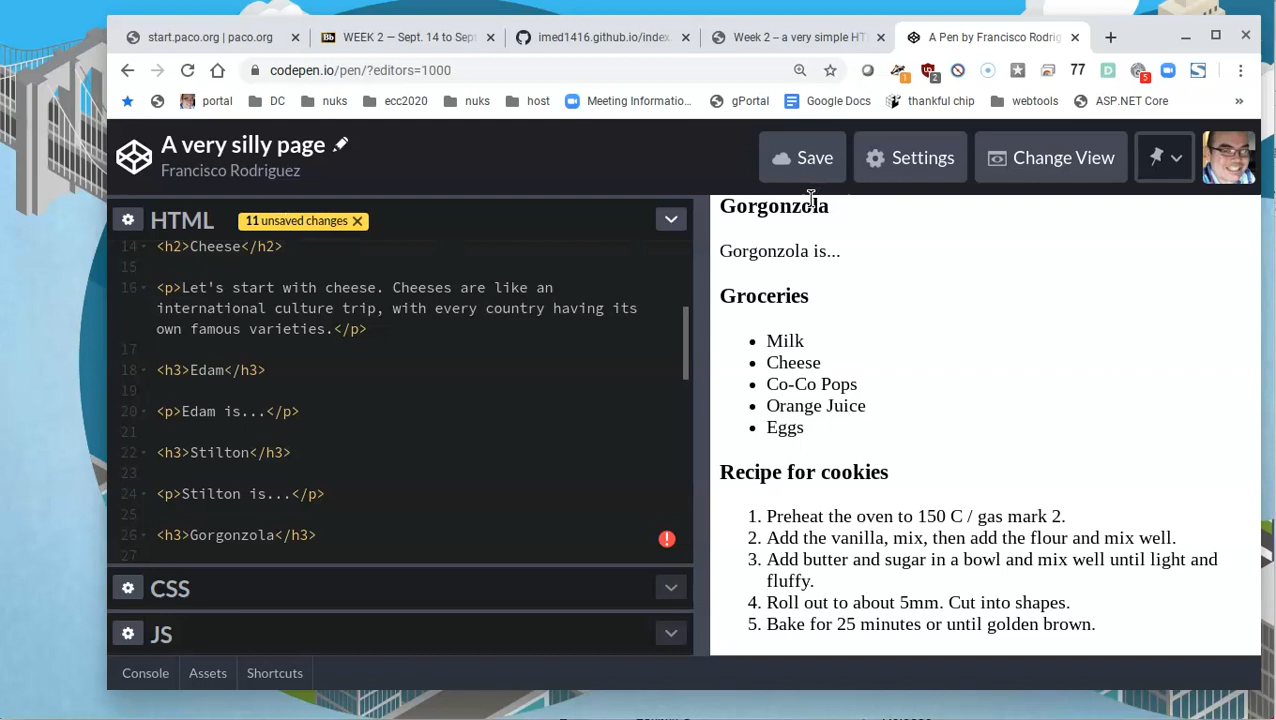 start.paco.org | paco.org
Bb WEEK 2 — Sept. 14 to Sept
imed1416.github.io/index.
Week 2 – a very simple HT
A Pen by Francisco Rodrig
codepen.io/pen/?editors=1000
1
2
77
5
portal
DC
nuks
ecc2020
nuks
host
Meeting Informatio...
gPortal
Google Docs
thankful chip
webtools
ASP.NET Core
»
A very silly page
Francisco Rodriguez
Save
Settings
Change View
HTML
11 unsaved changes
14 <h2>Cheese</h2>
15
16 <p>Let's start with cheese. Cheeses are like an
international culture trip, with every country having its
own famous varieties.</p>
17
18 <h3>Edam</h3>
19
20 <p>Edam is...</p>
21
22 <h3>Stilton</h3>
23
24 <p>Stilton is...</p>
25
26 <h3>Gorgonzola</h3>
27
CSS
JS
Gorgonzola
Gorgonzola is...
Groceries
• Milk
• Cheese
• Co-Co Pops
• Orange Juice
• Eggs
Recipe for cookies
1. Preheat the oven to 150 C / gas mark 2.
2. Add the vanilla, mix, then add the flour and mix well.
3. Add butter and sugar in a bowl and mix well until light and
fluffy.
4. Roll out to about 5mm. Cut into shapes.
5. Bake for 25 minutes or until golden brown.
Console
Assets
Shortcuts